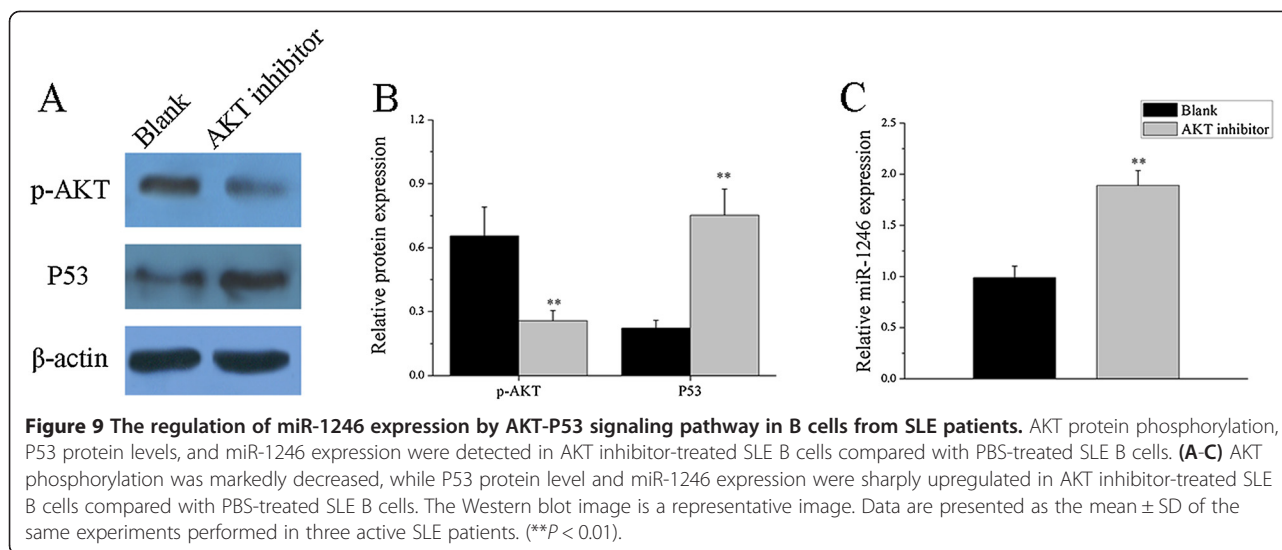 A
Blank
AKT inhibitor
p-AKT
P53
β-actin
B
Relative protein expression
1.2
0.9
0.6
0.3
0.0
**
**
p-AKT
P53
C
Relative miR-1246 expression
2.5
2.0
1.5
1.0
0.5
0.0
**
Blank
AKT inhibitor
Figure 9 The regulation of miR-1246 expression by AKT-P53 signaling pathway in B cells from SLE patients. AKT protein phosphorylation,
P53 protein levels, and miR-1246 expression were detected in AKT inhibitor-treated SLE B cells compared with PBS-treated SLE B cells. (A-C) AKT
phosphorylation was markedly decreased, while P53 protein level and miR-1246 expression were sharply upregulated in AKT inhibitor-treated SLE
B cells compared with PBS-treated SLE B cells. The Western blot image is a representative image. Data are presented as the mean ± SD of the
same experiments performed in three active SLE patients. (**P < 0.01).